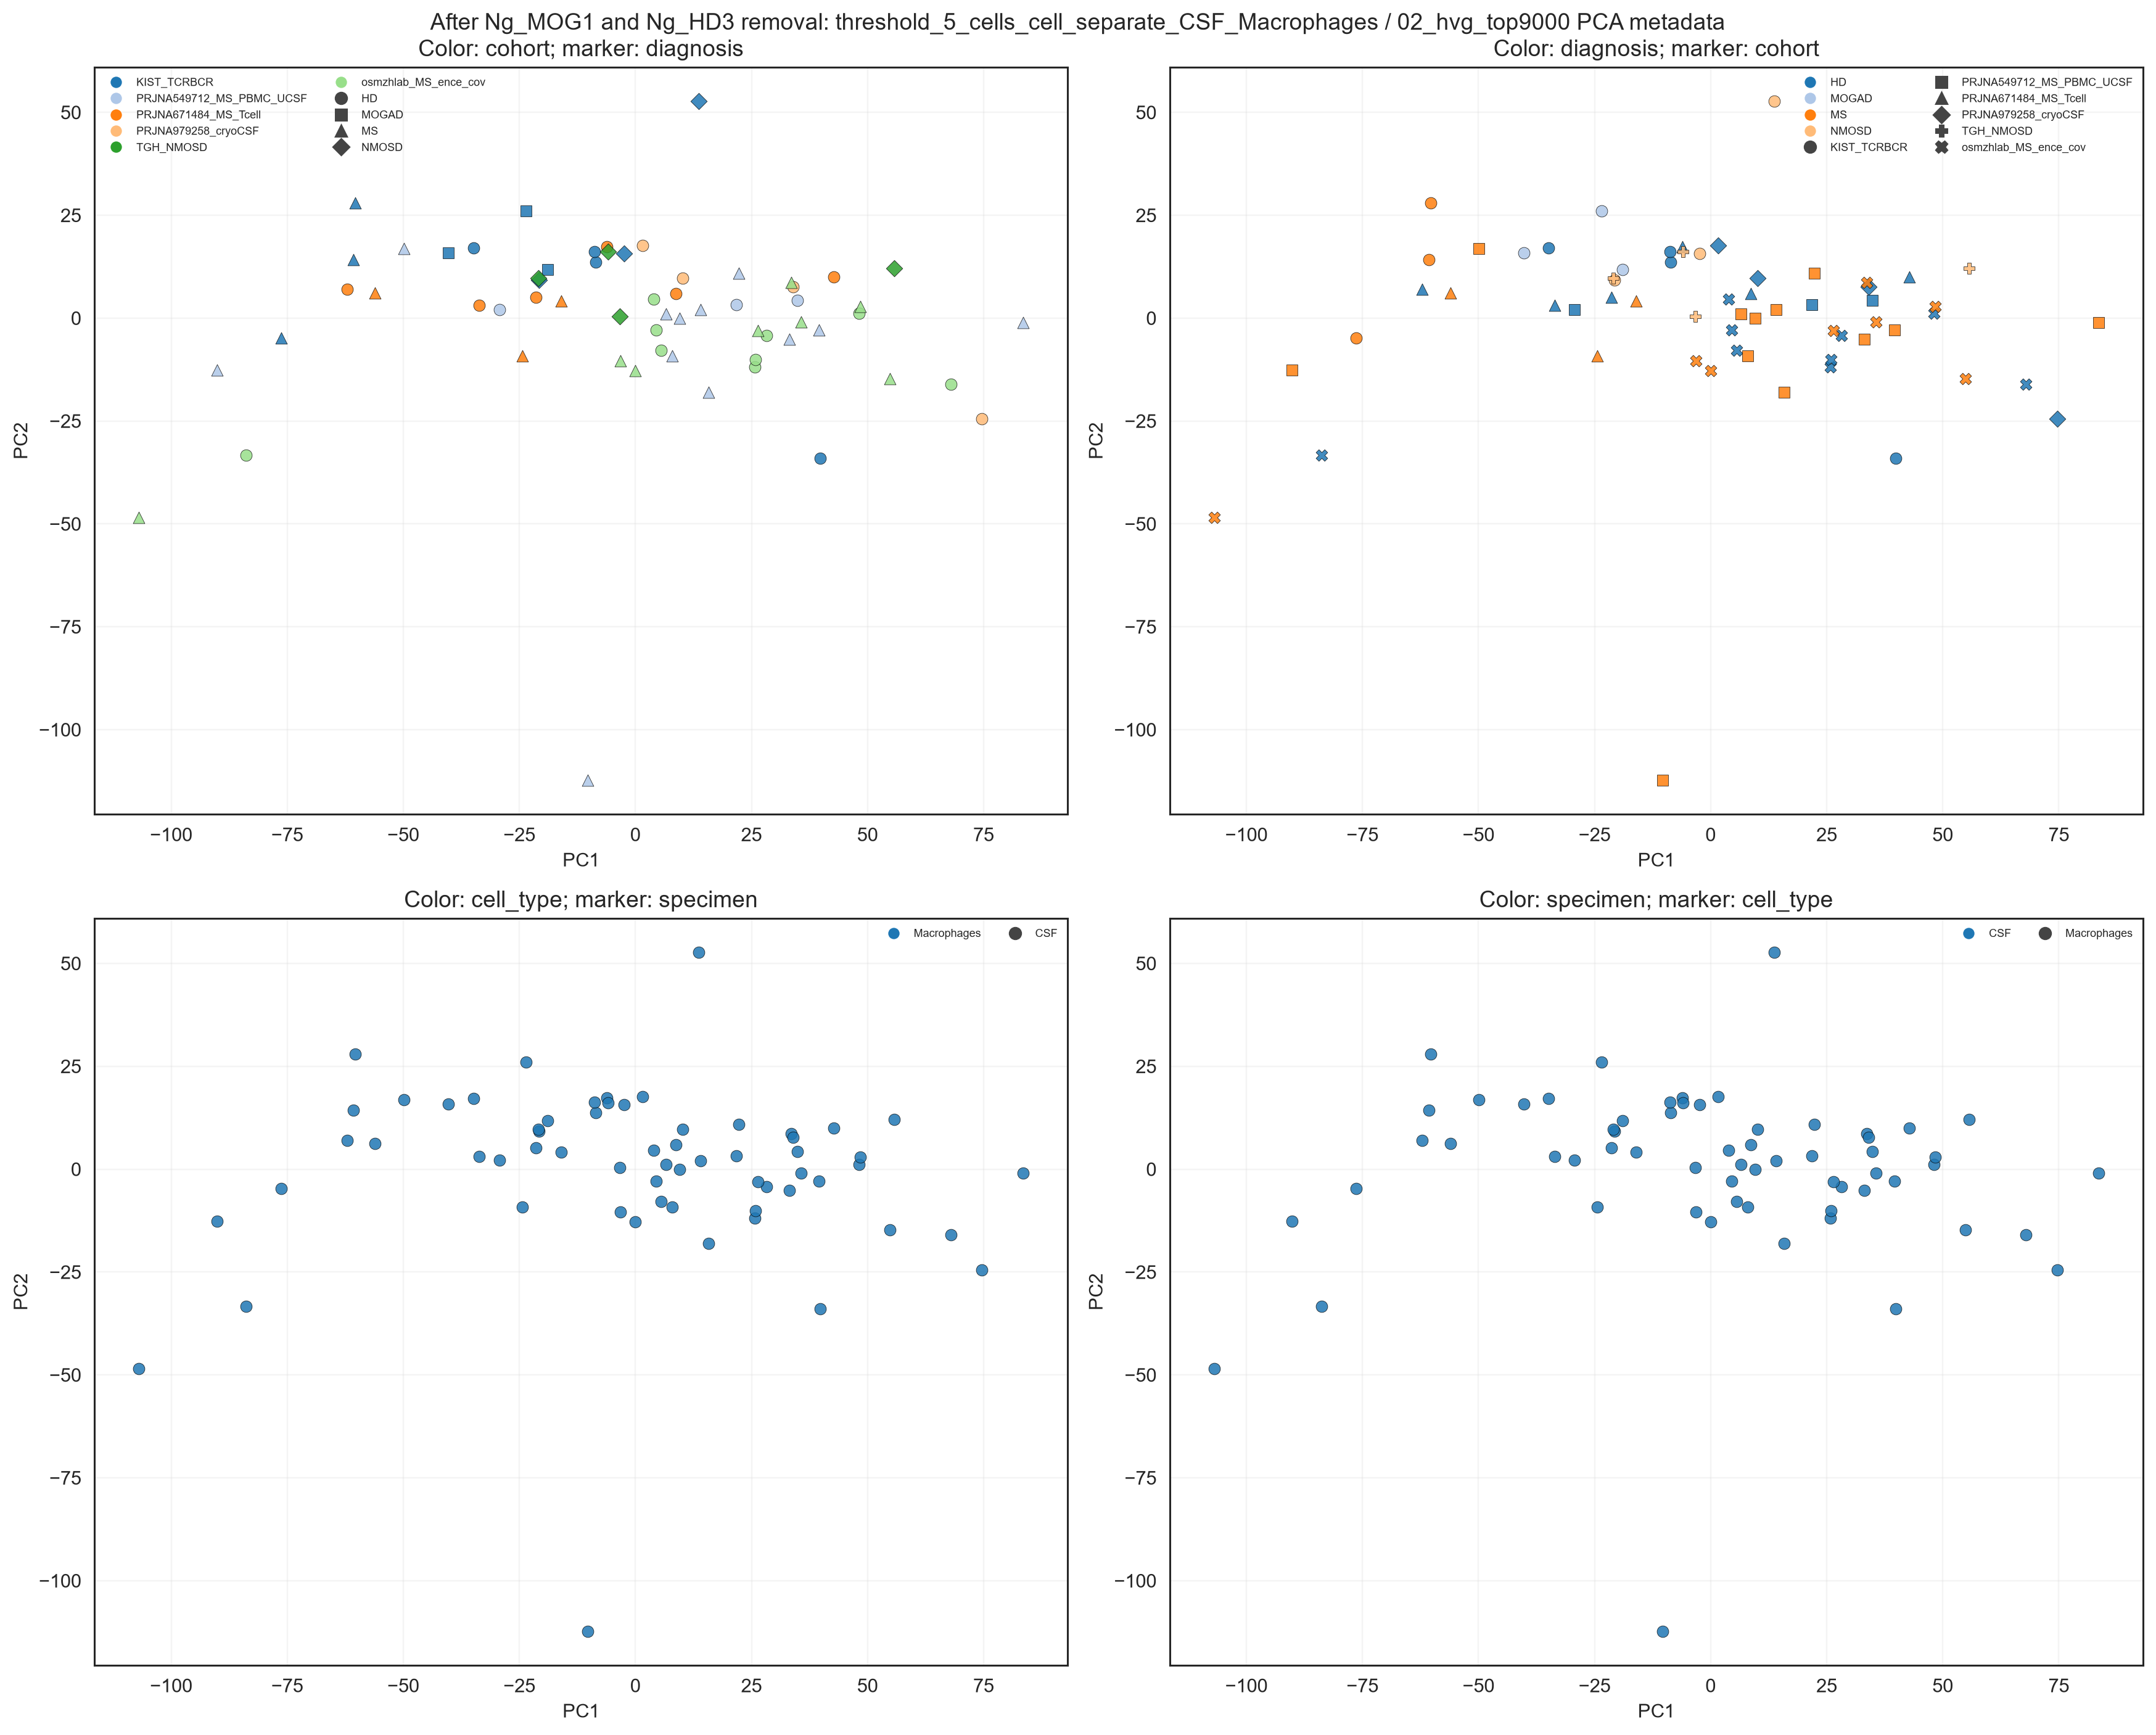 After Ng_MOG1 and Ng_HD3 removal: threshold_5_cells_cell_separate_CSF_Macrophages / 02_hvg_top9000 PCA metadata
Color: cohort; marker: diagnosis
KIST_TCRBCR
PRJNA549712_MS_PBMC_UCSF
PRJNA671484_MS_Tcell
PRJNA979258_cryoCSF
TGH_NMOSD
osmzhlab_MS_ence_cov
HD
MOGAD
MS
NMOSD
50
25
0
−25
−50
−75
−100
PC2
−100 −75 −50 −25 0 25 50 75
PC1
Color: diagnosis; marker: cohort
HD
MOGAD
MS
NMOSD
KIST_TCRBCR
PRJNA549712_MS_PBMC_UCSF
PRJNA671484_MS_Tcell
PRJNA979258_cryoCSF
TGH_NMOSD
osmzhlab_MS_ence_cov
50
25
0
−25
−50
−75
−100
PC2
−100 −75 −50 −25 0 25 50 75
PC1
Color: cell_type; marker: specimen
Macrophages CSF
50
25
0
−25
−50
−75
−100
PC2
−100 −75 −50 −25 0 25 50 75
PC1
Color: specimen; marker: cell_type
CSF Macrophages
50
25
0
−25
−50
−75
−100
PC2
−100 −75 −50 −25 0 25 50 75
PC1